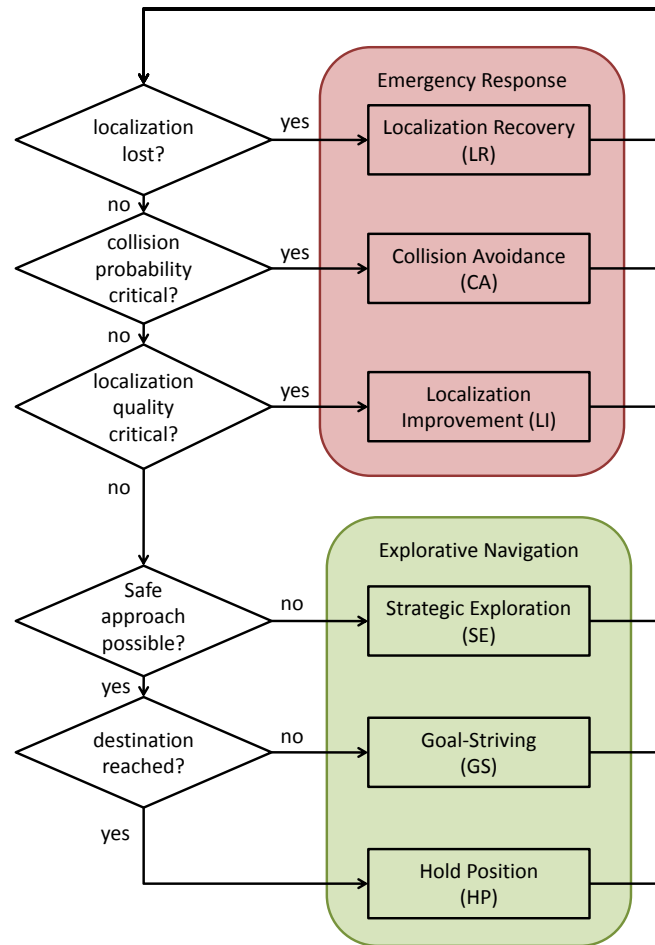 Emergency Response
localization
lost?
yes
Localization Recovery
(LR)
no
collision
probability
critical?
yes
Collision Avoidance
(CA)
no
localization
quality
critical?
yes
Localization
Improvement (LI)
no
Explorative Navigation
Safe
approach
possible?
no
Strategic Exploration
(SE)
yes
destination
reached?
no
Goal-Striving
(GS)
yes
Hold Position
(HP)